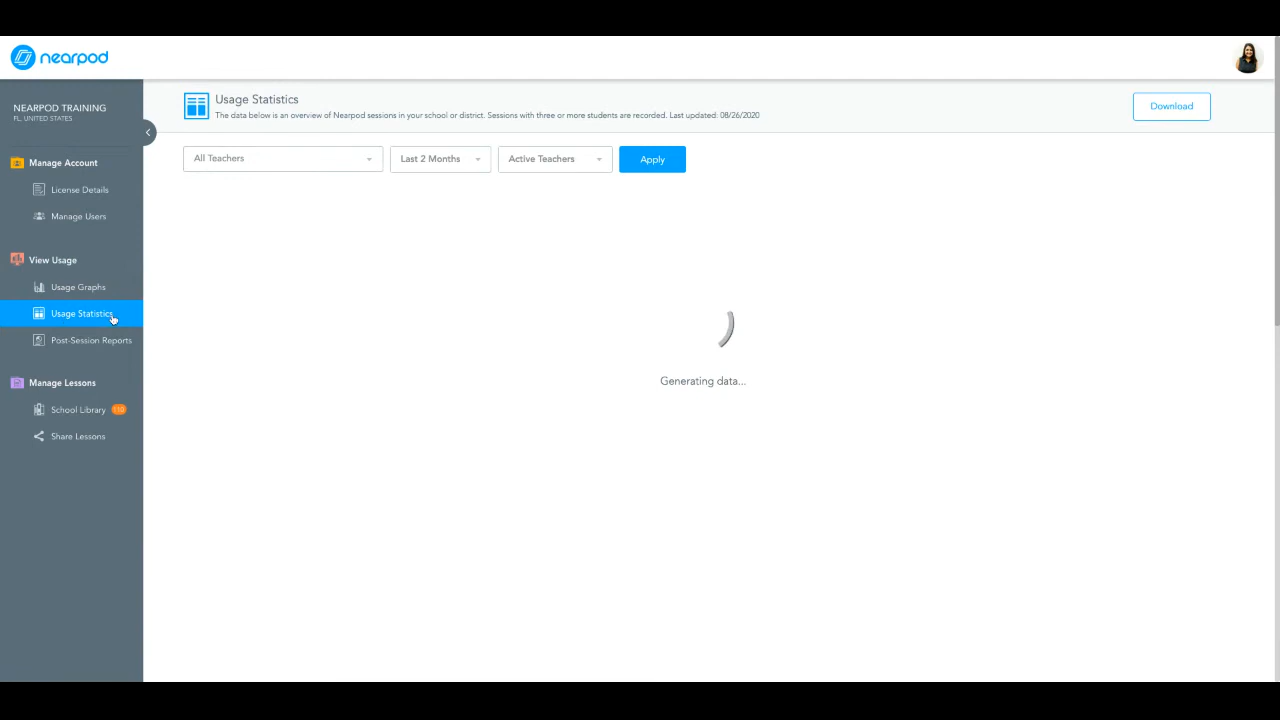 nearpod
NEARPOD TRAINING
FL, UNITED STATES
Manage Account
License Details
Manage Users
View Usage
Usage Graphs
Usage Statistics
Post-Session Reports
Manage Lessons
School Library 110
Share Lessons
Usage Statistics
The data below is an overview of Nearpod sessions in your school or district. Sessions with three or more students are recorded. Last updated: 08/26/2020
Download
All Teachers
Last 2 Months
Active Teachers
Apply
Generating data...